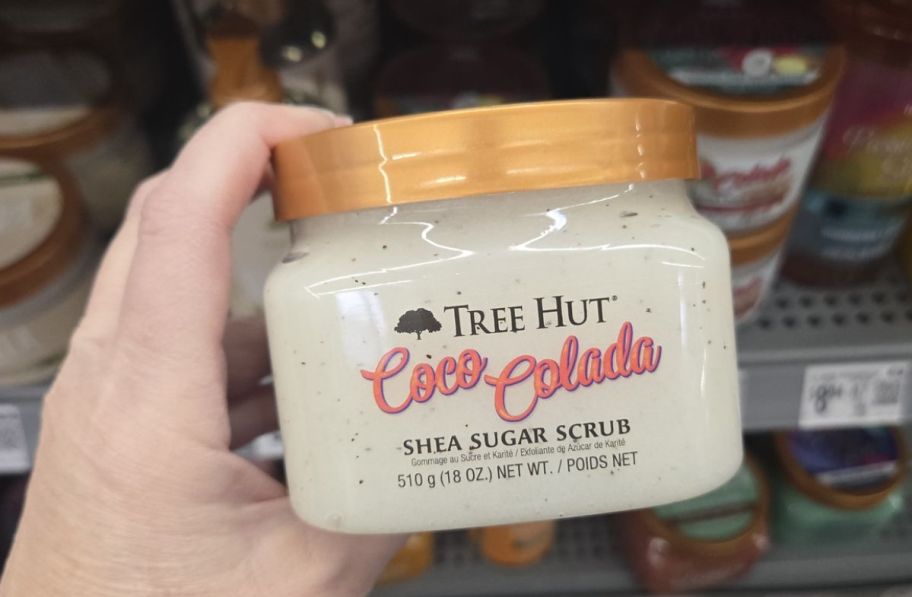 TREE HUT®
Coco Colada
SHEA SUGAR SCRUB
Gommage au Sucre et Karité / Exfoliante de Azúcar de Karité
510 g (18 OZ.) NET WT. / POIDS NET